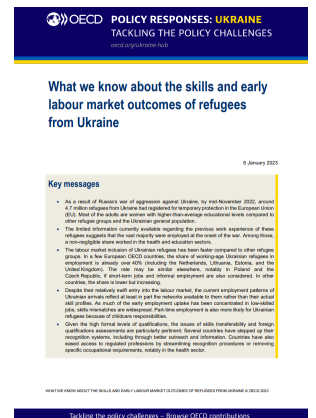 OECD
POLICY RESPONSES: UKRAINE
TACKLING THE POLICY CHALLENGES
oecd.org/ukraine-hub
What we know about the skills and early
labour market outcomes of refugees
from Ukraine
6 January 2023
Key messages
• As a result of Russia's war of aggression against Ukraine, by mid-November 2022, around
4.7 million refugees from Ukraine had registered for temporary protection in the European Union
(EU). Most of the adults are women with higher-than-average educational levels compared to
other refugee groups and the Ukrainian general population.
• The limited information currently available regarding the previous work experience of these
refugees suggests that the vast majority were employed at the onset of the war. Among these,
a non-negligible share worked in the health and education sectors.
• The labour market inclusion of Ukrainian refugees has been faster compared to other refugee
groups. In a few European OECD countries, the share of working-age Ukrainian refugees in
employment is already over 40% (including the Netherlands, Lithuania, Estonia, and the
United Kingdom). The rate may be similar elsewhere, notably in Poland and the
Czech Republic, if short-term jobs and informal employment are also considered. In other
countries, the share is lower but increasing.
• Despite their relatively swift entry into the labour market, the current employment patterns of
Ukrainian arrivals reflect at least in part the networks available to them rather than their actual
skill profiles. As much of the early employment uptake has been concentrated in low-skilled
jobs, skills mismatches are widespread. Part-time employment is also more likely for Ukrainian
refugees because of childcare responsibilities.
• Given the high formal levels of qualifications, the issues of skills transferability and foreign
qualifications assessments are particularly pertinent. Several countries have stepped up their
recognition systems, including through better outreach and information. Countries have also
eased access to regulated professions by streamlining recognition procedures or removing
specific occupational requirements, notably in the health sector.
WHAT WE KNOW ABOUT THE SKILLS AND EARLY LABOUR MARKET OUTCOMES OF REFUGEES FROM UKRAINE © OECD 2023
Tackling the policy challenges – Browse OECD contributions